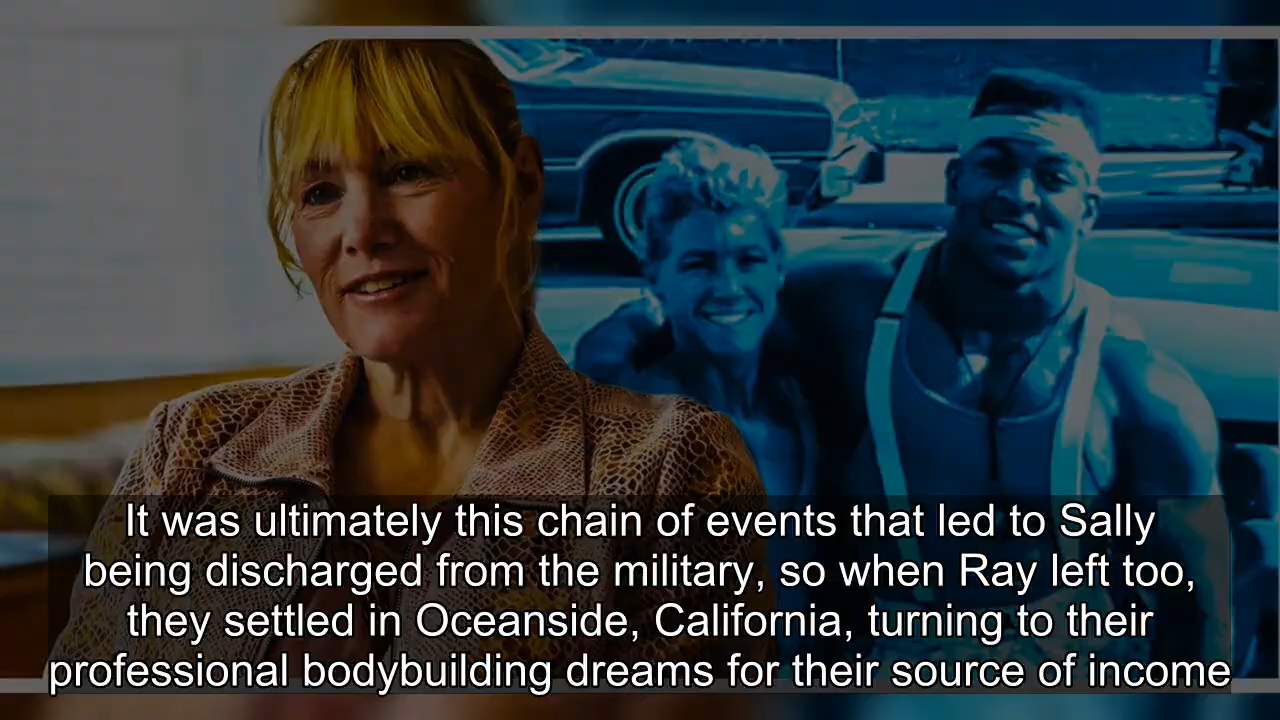 It was ultimately this chain of events that led to Sally
being discharged from the military, so when Ray left too,
they settled in Oceanside, California, turning to their
professional bodybuilding dreams for their source of income